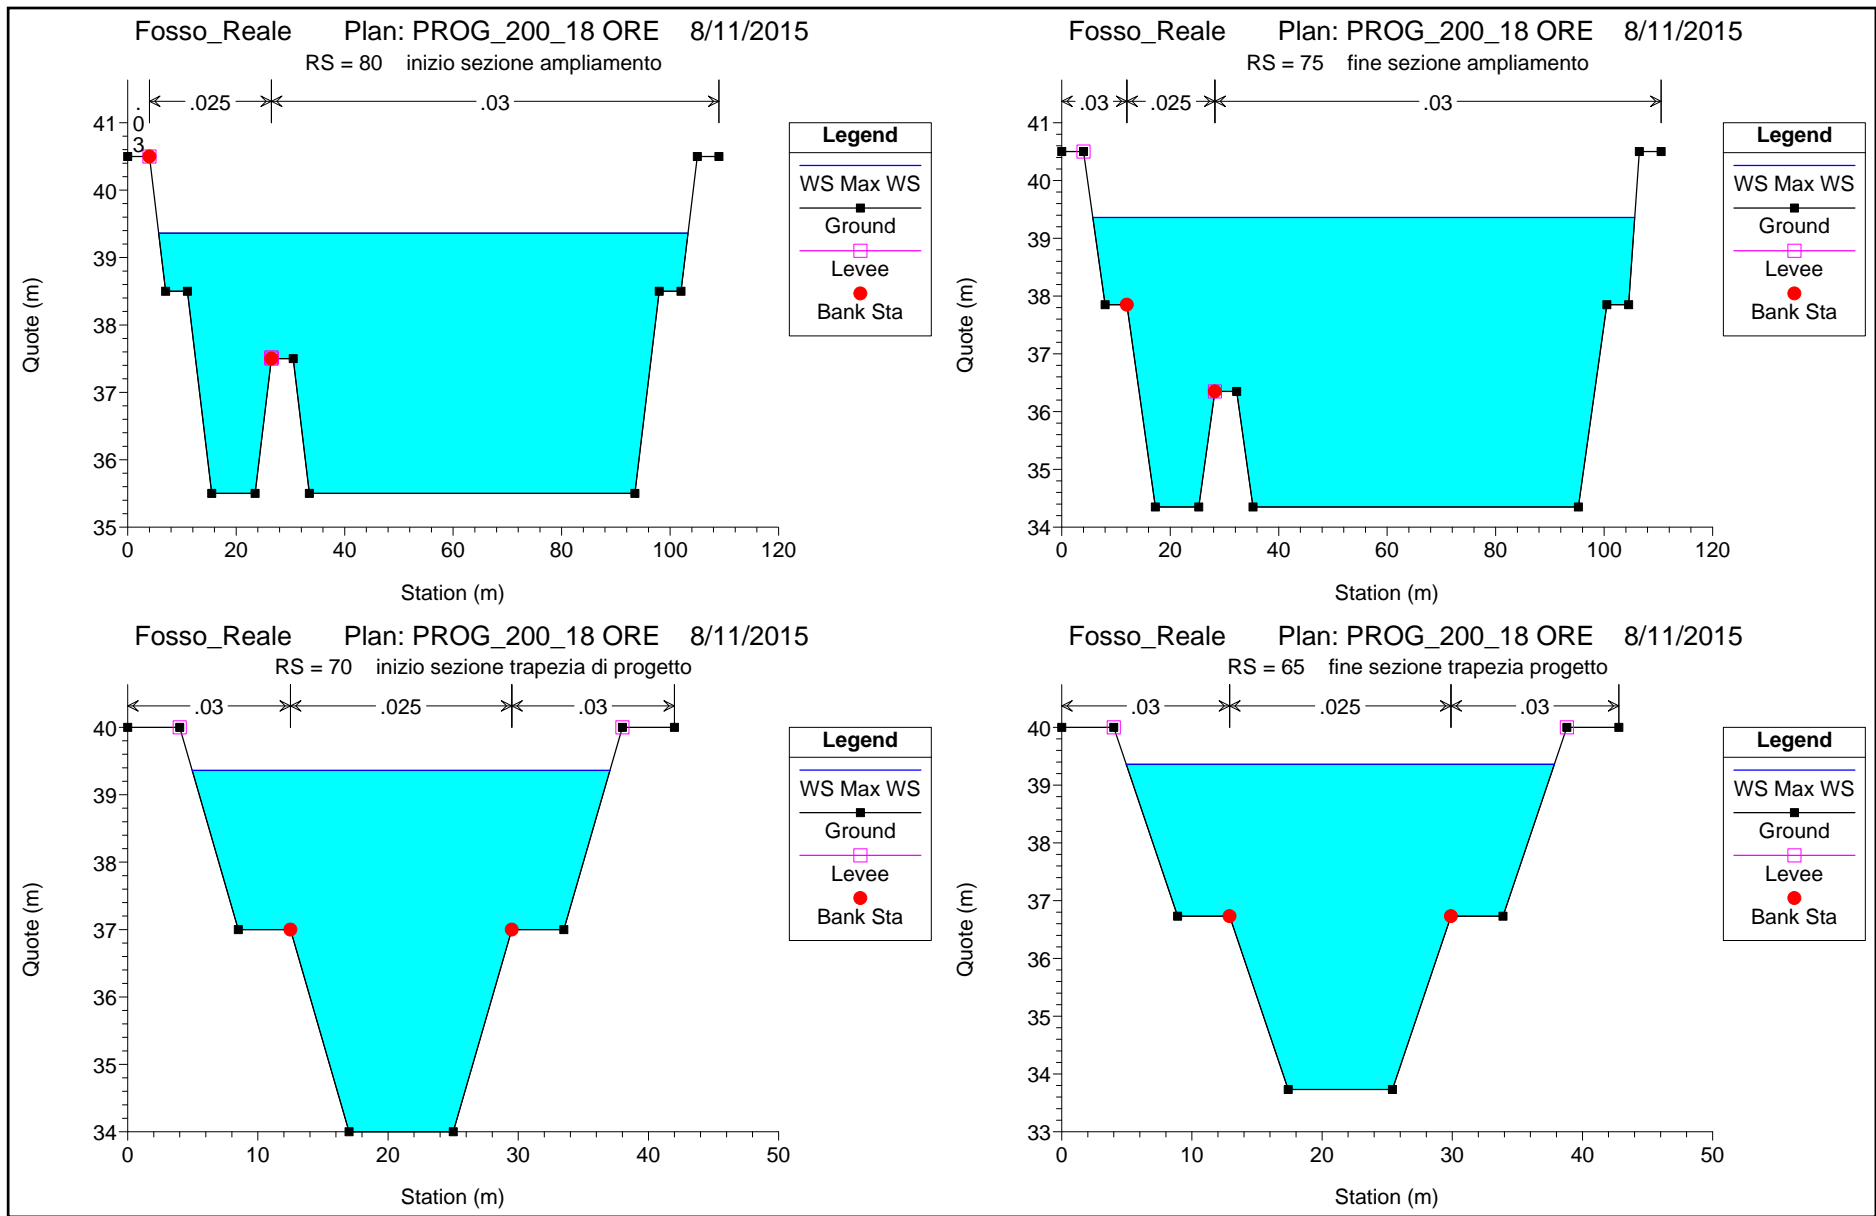 Fosso_Reale Plan: PROG_200_18 ORE 8/11/2015
RS = 80 inizio sezione ampliamento
.03 .025 .03
41
40
39
38
37
36
35
0 20 40 60 80 100 120
Quote (m)
Station (m)
Legend
WS Max WS
Ground
Levee
Bank Sta
Fosso_Reale Plan: PROG_200_18 ORE 8/11/2015
RS = 75 fine sezione ampliamento
.03 .025 .03
41
40
39
38
37
36
35
34
0 20 40 60 80 100 120
Quote (m)
Station (m)
Legend
WS Max WS
Ground
Levee
Bank Sta
Fosso_Reale Plan: PROG_200_18 ORE 8/11/2015
RS = 70 inizio sezione trapezia di progetto
.03 .025 .03
40
39
38
37
36
35
34
0 10 20 30 40 50
Quote (m)
Station (m)
Legend
WS Max WS
Ground
Levee
Bank Sta
Fosso_Reale Plan: PROG_200_18 ORE 8/11/2015
RS = 65 fine sezione trapezia progetto
.03 .025 .03
40
39
38
37
36
35
34
33
0 10 20 30 40 50
Quote (m)
Station (m)
Legend
WS Max WS
Ground
Levee
Bank Sta